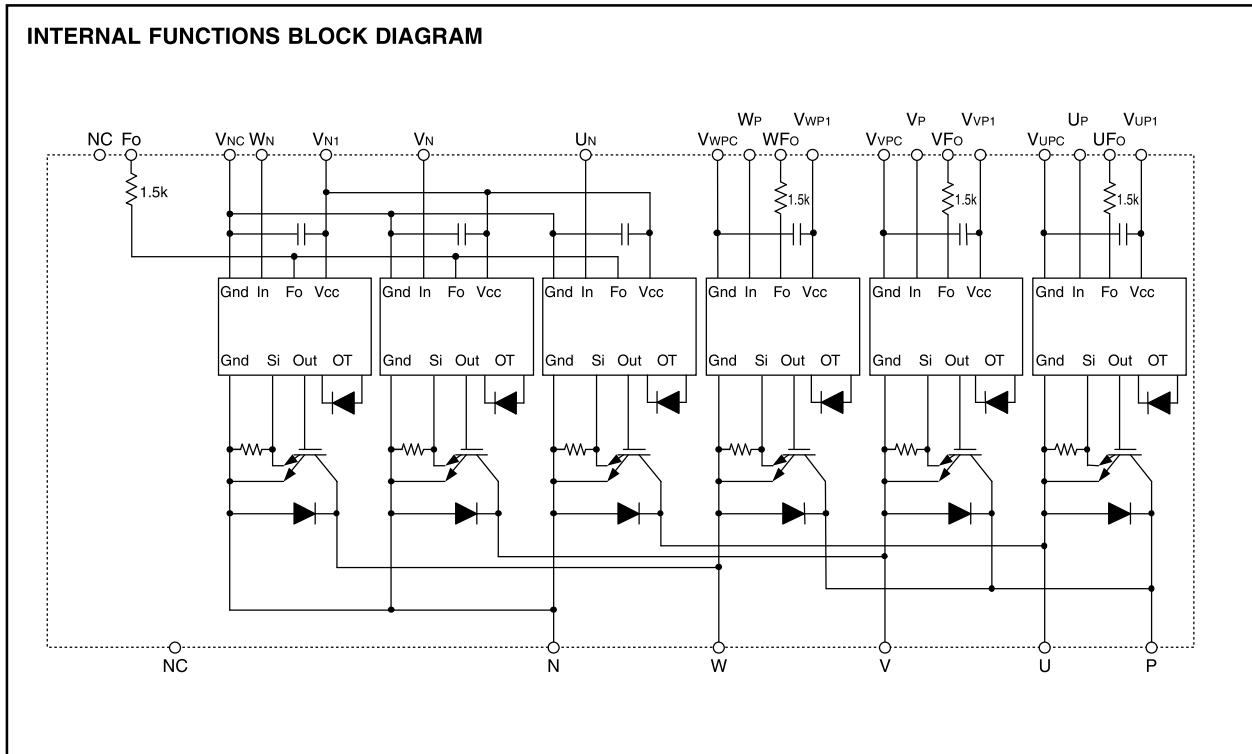 INTERNAL FUNCTIONS BLOCK DIAGRAM
WP VWP1 VP VVP1 UP VUP1
NC FO VNC WN VN1 VN UN VWPC WFO VVPC VFO VUPC UFO
1.5k 1.5k 1.5k 1.5k
Gnd In Fo Vcc Gnd In Fo Vcc Gnd In Fo Vcc Gnd In Fo Vcc Gnd In Fo Vcc Gnd In Fo Vcc
Gnd Si Out OT Gnd Si Out OT Gnd Si Out OT Gnd Si Out OT Gnd Si Out OT Gnd Si Out OT
NC N W V U P